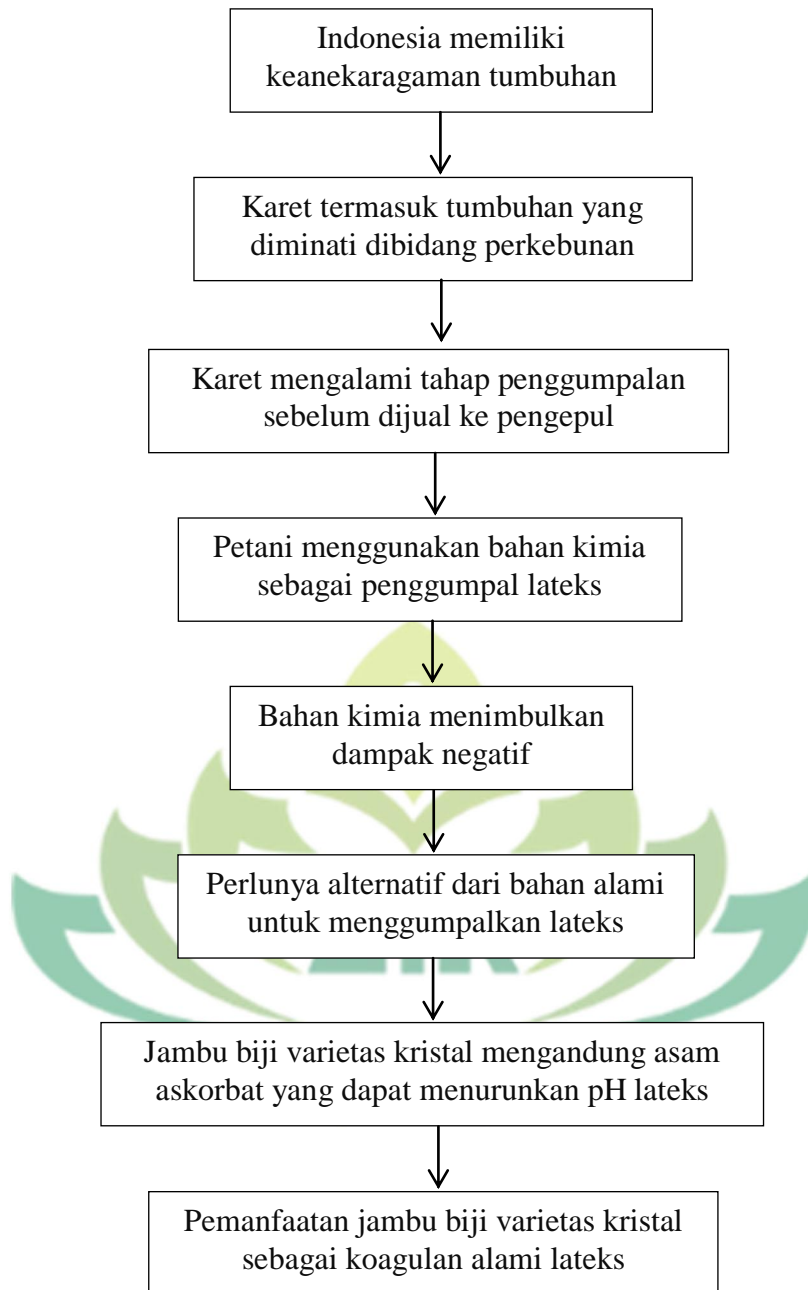 Indonesia memiliki
keanekaragaman tumbuhan
Karet termasuk tumbuhan yang
diminati dibidang perkebunan
Karet mengalami tahap penggumpalan
sebelum dijual ke pengepul
Petani menggunakan bahan kimia
sebagai penggumpal lateks
Bahan kimia menimbulkan
dampak negatif
Perlunya alternatif dari bahan alami
untuk menggumpalkan lateks
Jambu biji varietas kristal mengandung asam
askorbat yang dapat menurunkan pH lateks
Pemanfaatan jambu biji varietas kristal
sebagai koagulan alami lateks